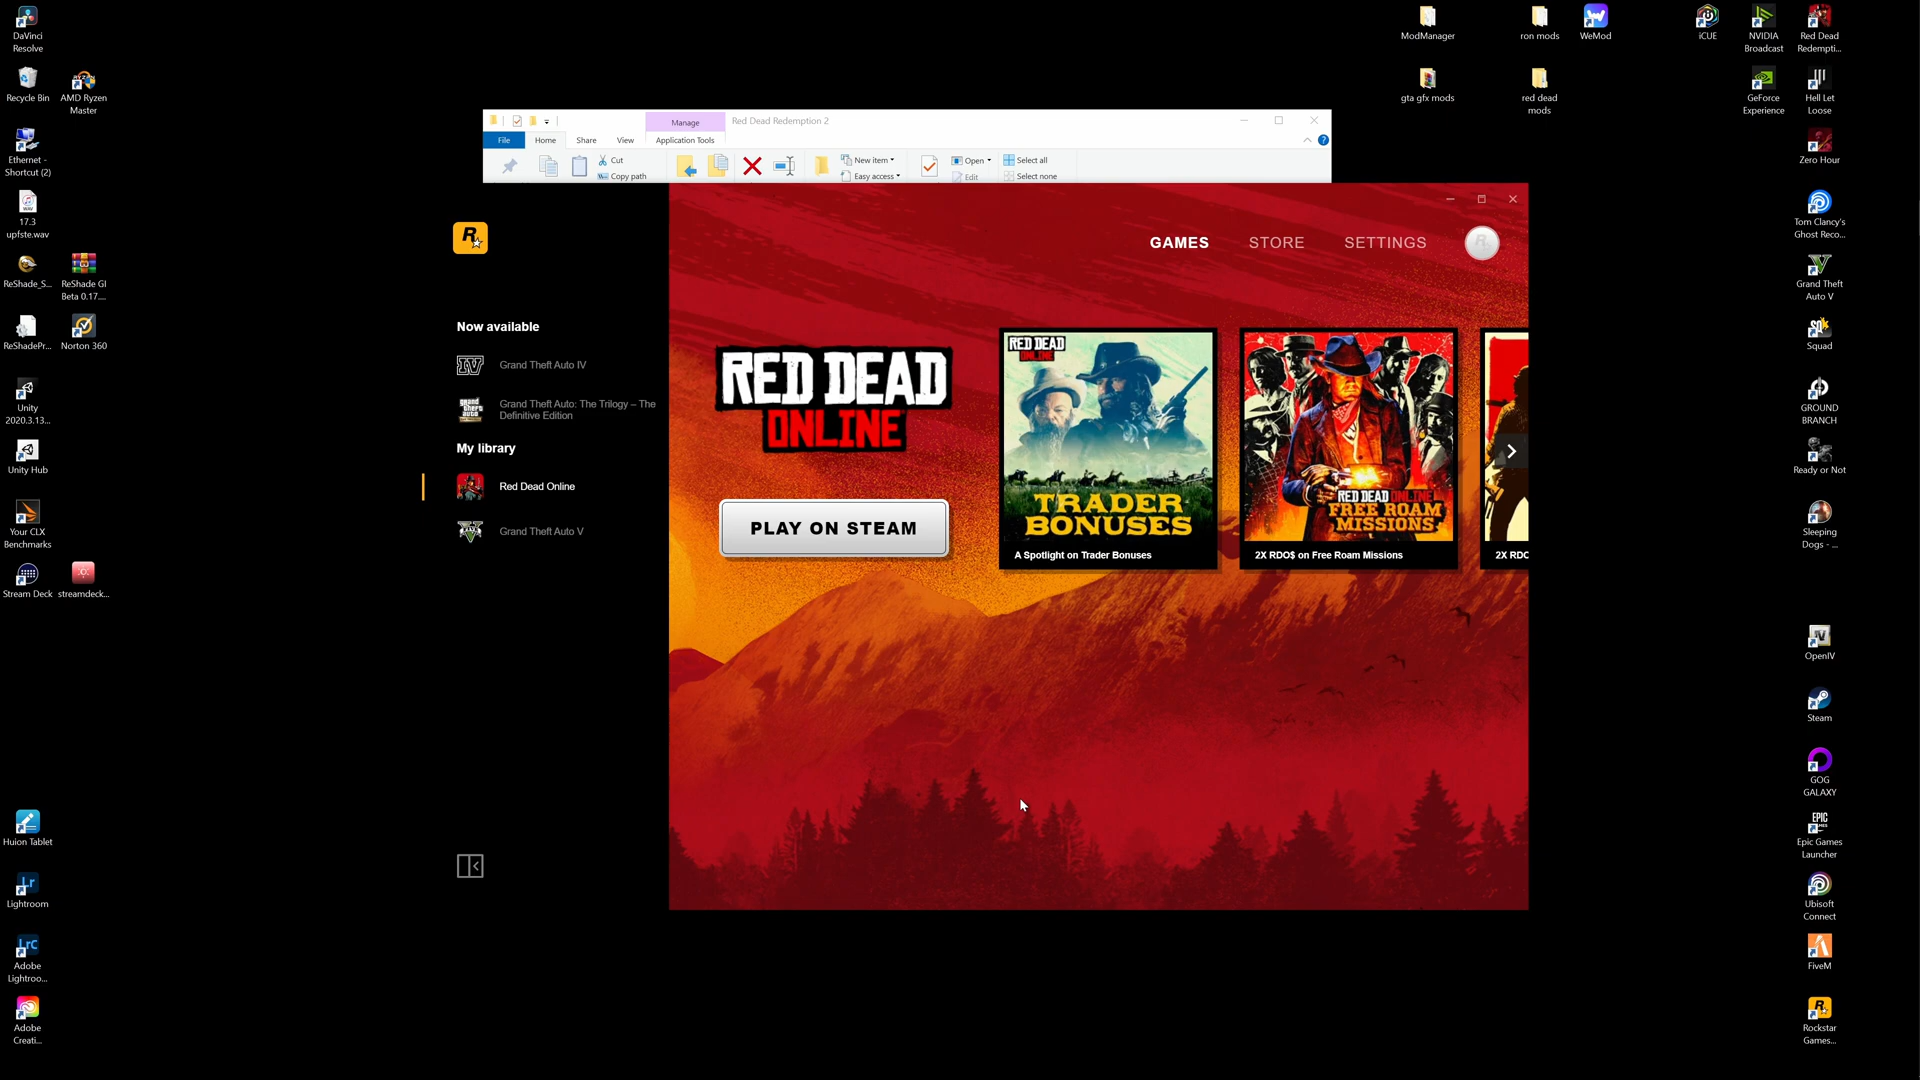 DaVinci
Resolve
Recycle Bin
AMD Ryzen
Master
Ethernet -
Shortcut (2)
17.3
upfste.wav
ReShade_S...
ReShade GI
Beta 0.17....
ReShadePr...
Norton 360
Unity
2020.3.13...
Unity Hub
Your CLX
Benchmarks
Stream Deck
streamdeck...
Huion Tablet
Lightroom
Adobe
Lightroo...
Adobe
Creati...
Manage
Red Dead Redemption 2
File
Home
Share
View
Application Tools
Cut
Copy path
New item
Easy access
Open
Edit
Select all
Select none
GAMES
STORE
SETTINGS
Now available
Grand Theft Auto IV
Grand Theft Auto: The Trilogy – The
Definitive Edition
My library
Red Dead Online
Grand Theft Auto V
RED DEAD
ONLINE
PLAY ON STEAM
RED DEAD
ONLINE
TRADER
BONUSES
A Spotlight on Trader Bonuses
RED DEAD ONLINE
FREE ROAM
MISSIONS
2X RDO$ on Free Roam Missions
2X RDO
ModManager
ron mods
WeMod
iCUE
NVIDIA
Broadcast
Red Dead
Redempti...
gta gfx mods
red dead
mods
GeForce
Experience
Hell Let
Loose
Zero Hour
Tom Clancy's
Ghost Reco...
Grand Theft
Auto V
Squad
GROUND
BRANCH
Ready or Not
Sleeping
Dogs - ...
OpenIV
Steam
GOG
GALAXY
Epic Games
Launcher
Ubisoft
Connect
FiveM
Rockstar
Games...